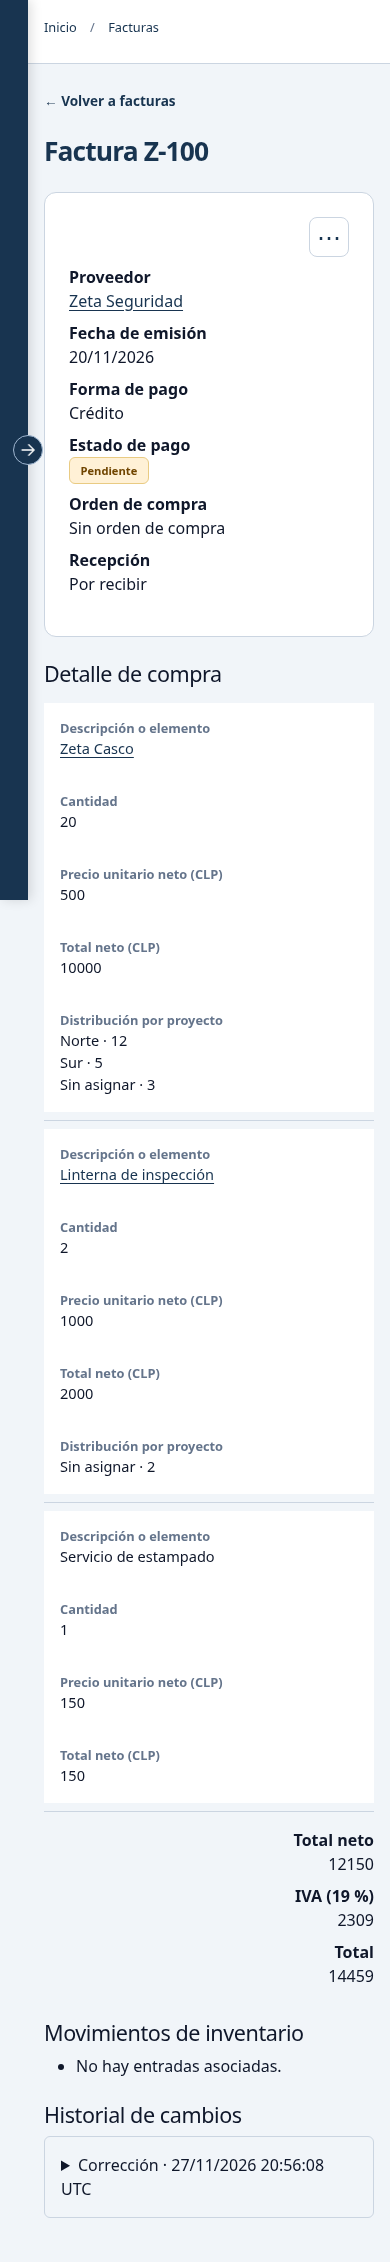 Inicio / Facturas
← Volver a facturas
Factura Z-100
⋯
Proveedor
Zeta Seguridad
Fecha de emisión
20/11/2026
Forma de pago
Crédito
Estado de pago
Pendiente
Orden de compra
Sin orden de compra
Recepción
Por recibir
Detalle de compra
Descripción o elemento
Zeta Casco
Cantidad
20
Precio unitario neto (CLP)
500
Total neto (CLP)
10000
Distribución por proyecto
Norte · 12
Sur · 5
Sin asignar · 3
Descripción o elemento
Linterna de inspección
Cantidad
2
Precio unitario neto (CLP)
1000
Total neto (CLP)
2000
Distribución por proyecto
Sin asignar · 2
Descripción o elemento
Servicio de estampado
Cantidad
1
Precio unitario neto (CLP)
150
Total neto (CLP)
150
Total neto
12150
IVA (19 %)
2309
Total
14459
Movimientos de inventario
• No hay entradas asociadas.
Historial de cambios
▶ Corrección · 27/11/2026 20:56:08
UTC